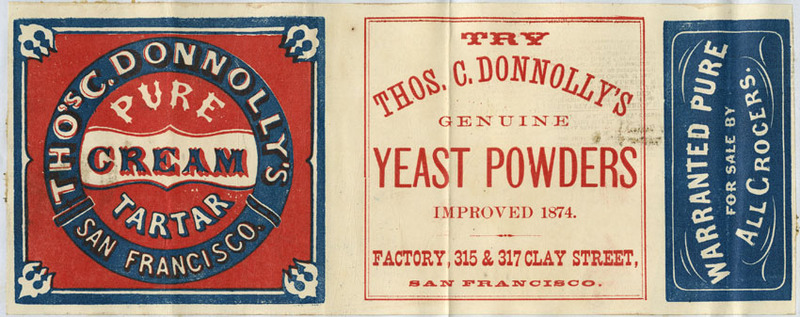 THO'S C. DONNOLLY'S
PURE
CREAM
TARTAR
SAN FRANCISCO.
TRY
THOS. C. DONNOLLY'S
GENUINE
YEAST POWDERS
IMPROVED 1874.
FACTORY, 315 & 317 CLAY STREET,
SAN FRANCISCO.
WARRANTED PURE
FOR SALE BY
ALL GROCERS.